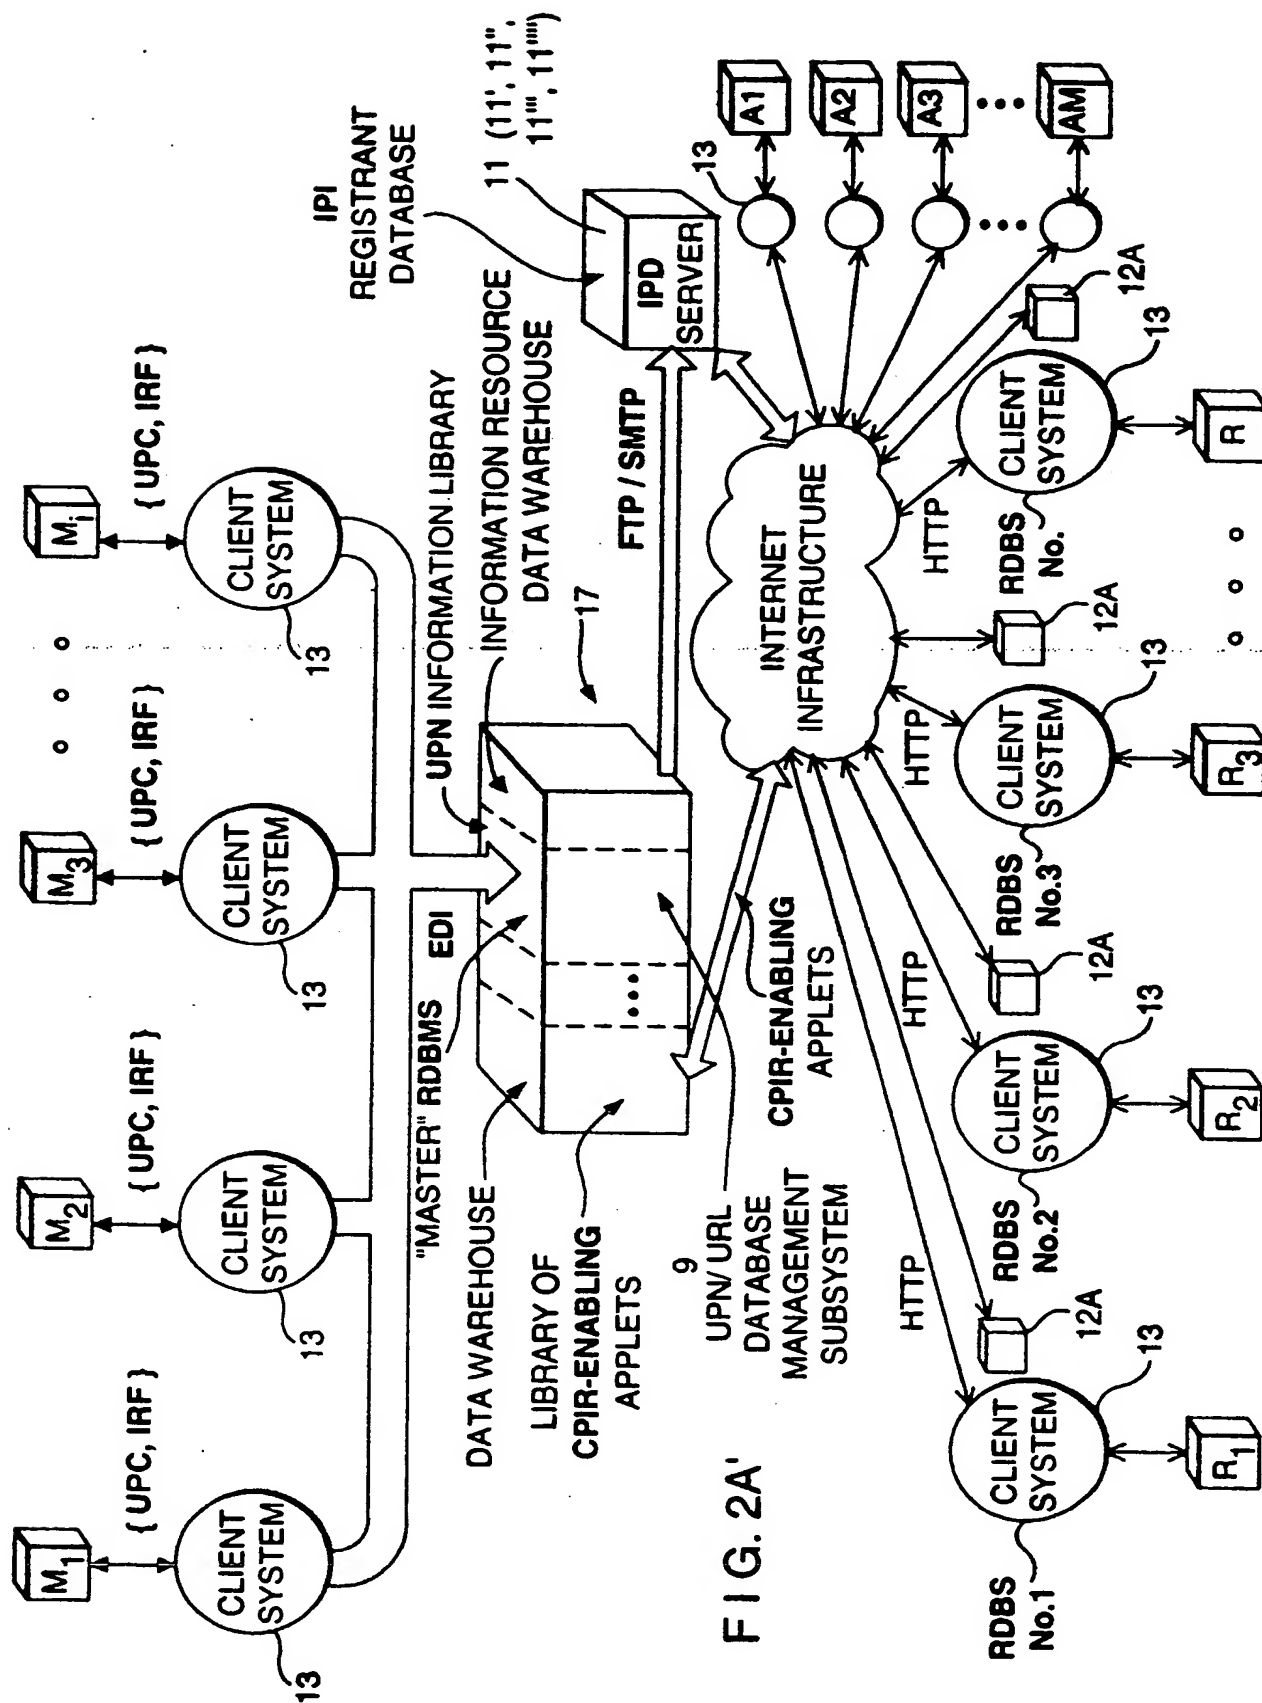 M1
{ UPC, IRF }
CLIENT
SYSTEM
13
M2
{ UPC, IRF }
CLIENT
SYSTEM
13
M3
{ UPC, IRF }
CLIENT
SYSTEM
13
Mi
{ UPC, IRF }
CLIENT
SYSTEM
13
EDI
"MASTER" RDBMS
DATA WAREHOUSE
LIBRARY OF
CPIR-ENABLING
APPLETS
UPN INFORMATION LIBRARY
INFORMATION RESOURCE
DATA WAREHOUSE
17
9
UPN/ URL
DATABASE
MANAGEMENT
SUBSYSTEM
CPIR-ENABLING
APPLETS
FTP / SMTP
IPI
REGISTRANT
DATABASE
11 (11', 11'',
11''', 11'''')
IPD
SERVER
INTERNET
INFRASTRUCTURE
13
A1
A2
A3
AM
HTTP
HTTP
HTTP
HTTP
12A
12A
12A
12A
RDBS
No.1
CLIENT
SYSTEM
13
R1
RDBS
No.2
CLIENT
SYSTEM
13
R2
RDBS
No.3
CLIENT
SYSTEM
13
R3
RDBS
No.
CLIENT
SYSTEM
13
R
FIG. 2A'